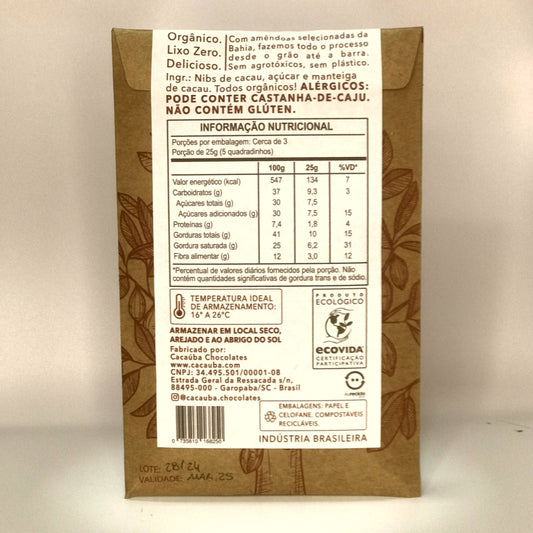 Orgânico.
Lixo Zero.
Delicioso.
Com amêndoas selecionadas da
Bahia, fazemos todo o processo
desde o grão até a barra.
Sem agrotóxicos, sem plástico.
Ingr.: Nibs de cacau, açúcar e manteiga
de cacau. Todos orgânicos! ALÉRGICOS:
PODE CONTER CASTANHA-DE-CAJU.
NÃO CONTÉM GLÚTEN.
INFORMAÇÃO NUTRICIONAL
Porções por embalagem: Cerca de 3
Porção de 25g (5 quadradinhos)
100g 25g %VD*
Valor energético (kcal) 547 134 7
Carboidratos (g) 37 9,3 3
Açúcares totais (g) 30 7,5
Açúcares adicionados (g) 30 7,5 15
Proteínas (g) 7,4 1,8 4
Gorduras totais (g) 41 10 15
Gordura saturada (g) 25 6,2 31
Fibra alimentar (g) 12 3,0 12
*Percentual de valores diários fornecidos pela porção. Não
contém quantidades significativas de gordura trans e de sódio.
TEMPERATURA IDEAL
DE ARMAZENAMENTO:
16° A 26°C
PRODUTO
ECOLÓGICO
ecovida
CERTIFICAÇÃO
PARTICIPATIVA
ARMAZENAR EM LOCAL SECO,
AREJADO E AO ABRIGO DO SOL
Fabricado por:
Cacaúba Chocolates
www.cacauba.com
CNPJ: 34.495.501/00001-08
Estrada Geral da Ressacada s/n,
88495-000 - Garopaba/SC - Brasil
@cacauba.chocolates
eureciclo
EMBALAGENS: PAPEL E
CELOFANE. COMPOSTÁVEIS
RECICLÁVEIS.
INDÚSTRIA BRASILEIRA
0 735810 168250
LOTE: 28/24
VALIDADE: MAR.25